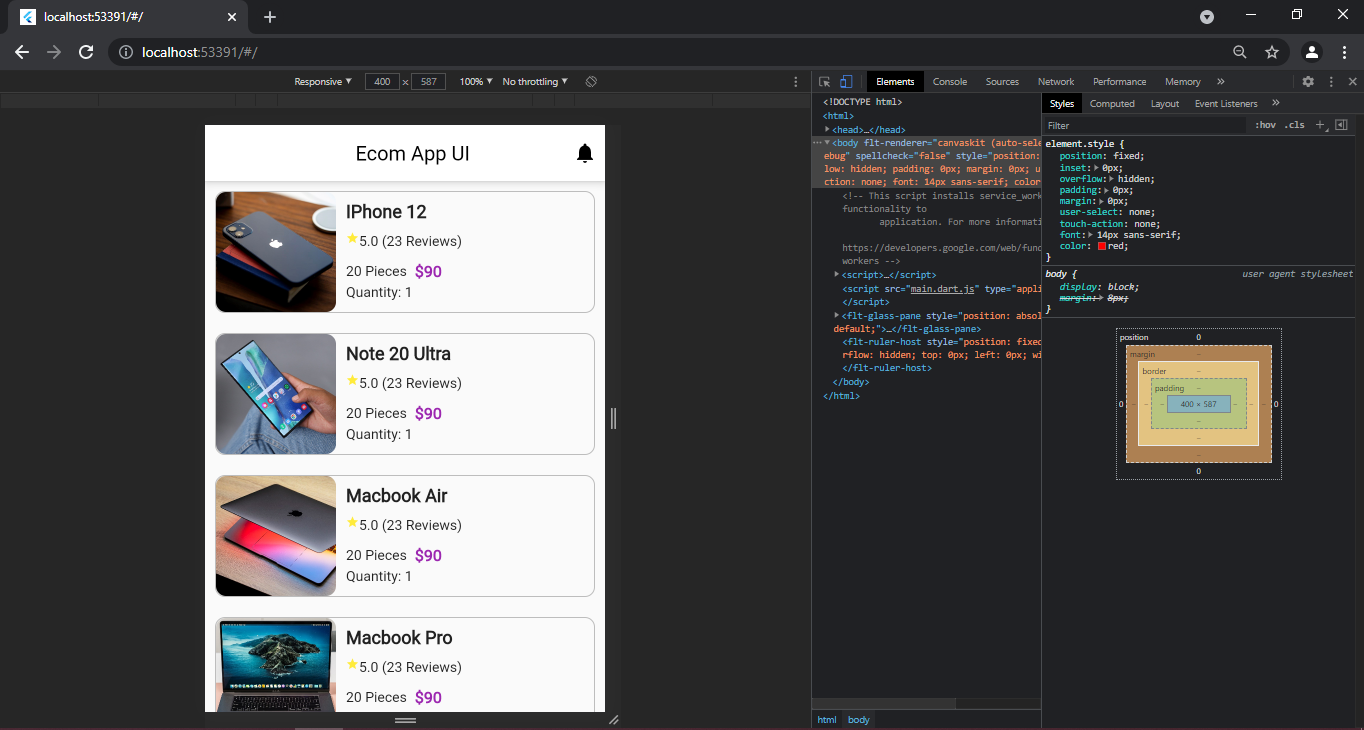 localhost:53391/#/
localhost:53391/#/
Responsive ▼ 400 × 587 100% ▼ No throttling ▼
Elements Console Sources Network Performance Memory »
Ecom App UI
IPhone 12
5.0 (23 Reviews)
20 Pieces $90
Quantity: 1
Note 20 Ultra
5.0 (23 Reviews)
20 Pieces $90
Quantity: 1
Macbook Air
5.0 (23 Reviews)
20 Pieces $90
Quantity: 1
Macbook Pro
5.0 (23 Reviews)
20 Pieces $90
<!DOCTYPE html>
<html>
<head>…</head>
<body flt-renderer="canvaskit (auto-sele
ebug" spellcheck="false" style="position:
low: hidden; padding: 0px; margin: 0px; u
ction: none; font: 14px sans-serif; color
<!-- This script installs service_work
functionality to
application. For more informati
https://developers.google.com/web/fund
workers -->
<script>…</script>
<script src="main.dart.js" type="appli
</script>
<flt-glass-pane style="position: absol
default;">…</flt-glass-pane>
<flt-ruler-host style="position: fixed
rflow: hidden; top: 0px; left: 0px; wi
</flt-ruler-host>
</body>
</html>
html body
Styles Computed Layout Event Listeners »
Filter :hov .cls +
element.style {
position: fixed;
inset: 0px;
overflow: hidden;
padding: 0px;
margin: 0px;
user-select: none;
touch-action: none;
font: 14px sans-serif;
color: red;
}
body { user agent stylesheet
display: block;
margin: 8px;
}
position 0
margin –
border –
padding –
0 – – – 400 × 587 – – – 0
–
–
–
0